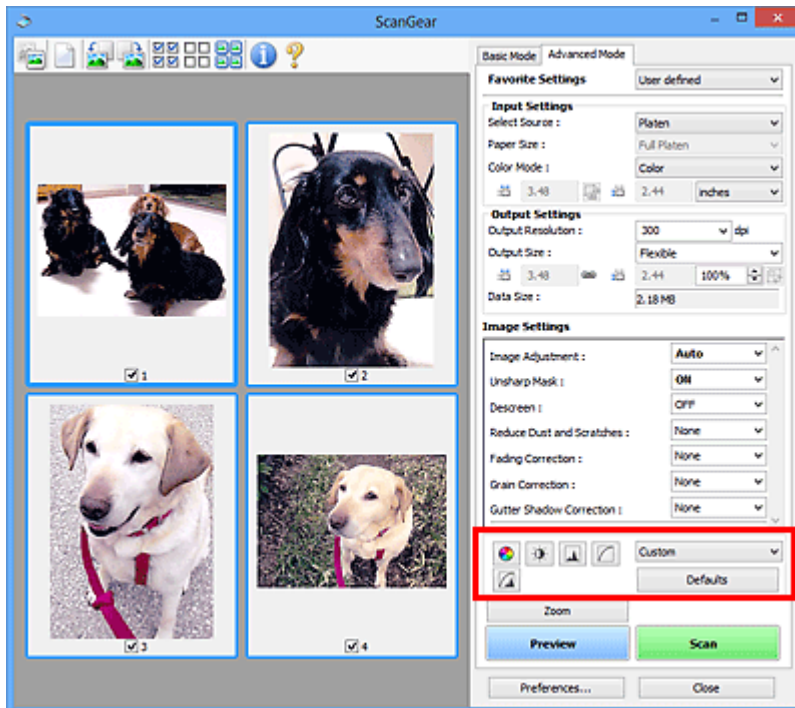 ScanGear
Basic Mode Advanced Mode
Favorite Settings User defined
Input Settings
Select Source : Platen
Paper Size : Full Platen
Color Mode : Color
3.48 2.44 inches
Output Settings
Output Resolution : 300 dpi
Output Size : Flexible
3.48 2.44 100%
Data Size : 2.18 MB
Image Settings
Image Adjustment : Auto
Unsharp Mask : ON
Descreen : OFF
Reduce Dust and Scratches : None
Fading Correction : None
Grain Correction : None
Gutter Shadow Correction : None
Custom
Defaults
Zoom
Preview Scan
Preferences... Close
1
2
3
4